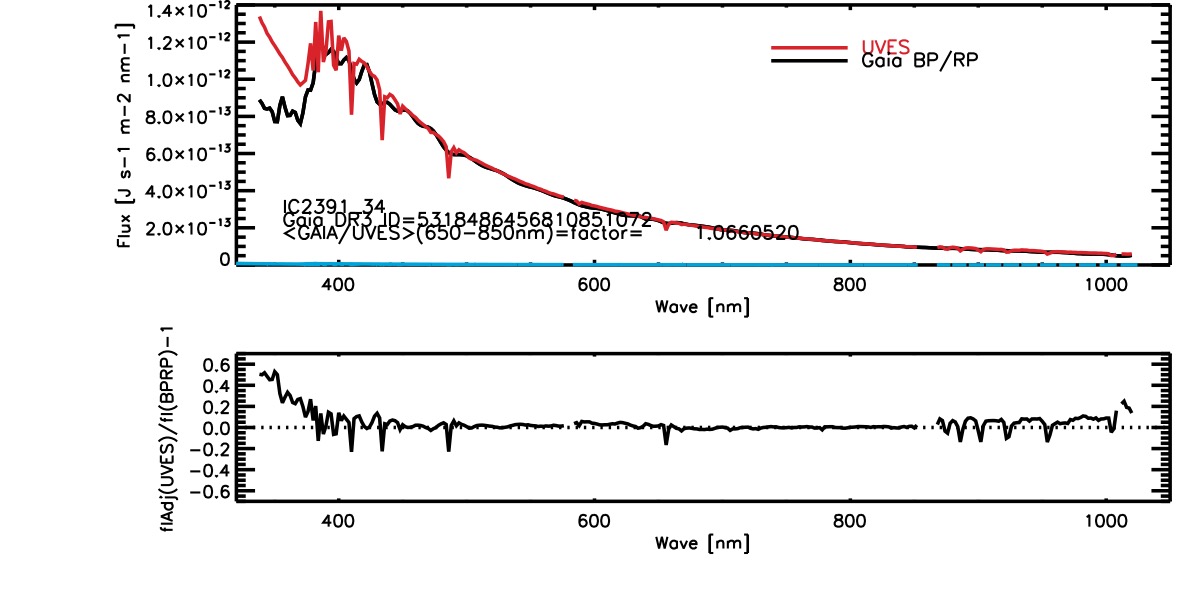 1.4×10−12
1.2×10−12
1.0×10−12
8.0×10−13
6.0×10−13
4.0×10−13
2.0×10−13
0
Flux [J s−1 m−2 nm−1]
UVES
Gaia BP/RP
IC2391_34
Gaia DR3 ID=5318486456810851072
<GAIA/UVES>(650−850nm)=factor= 1.0660520
400 600 800 1000
Wave [nm]
0.6
0.4
0.2
0.0
−0.2
−0.4
−0.6
flAdj(UVES)/fl(BPRP)−1
400 600 800 1000
Wave [nm]